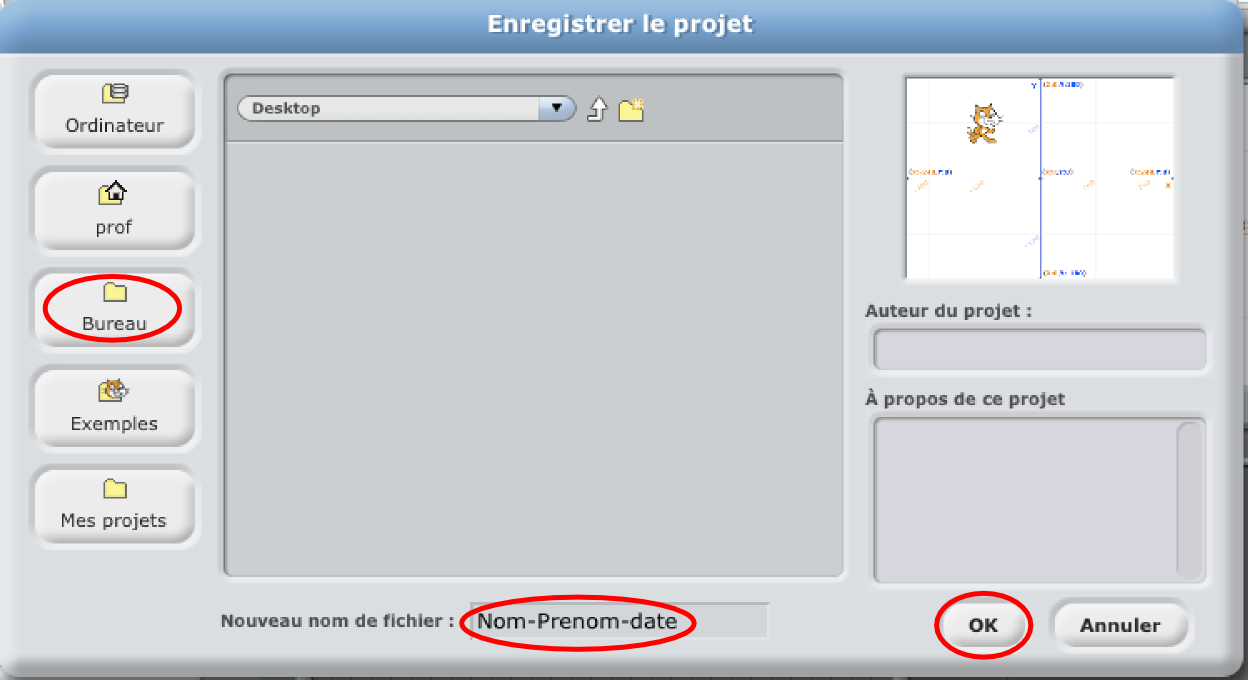 Enregistrer le projet
Ordinateur
prof
Bureau
Exemples
Mes projets
Desktop
Y
X
Auteur du projet :
À propos de ce projet
Nouveau nom de fichier :
Nom-Prenom-date
OK
Annuler